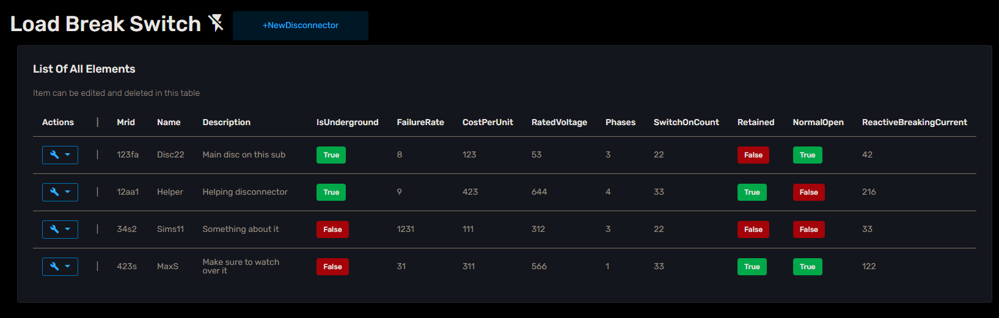 Load Break Switch
+NewDisconnector
List Of All Elements
Item can be edited and deleted in this table
Actions | Mrid Name Description IsUnderground FailureRate CostPerUnit RatedVoltage Phases SwitchOnCount Retained NormalOpen ReactiveBreakingCurrent
| 123fa Disc22 Main disc on this sub True 8 123 53 3 22 False True 42
| 12aa1 Helper Helping disconnector True 9 423 644 4 33 True False 216
| 34s2 Sims11 Something about it False 1231 111 312 3 22 False False 33
| 423s MaxS Make sure to watch False 31 311 566 1 33 True True 122
over it